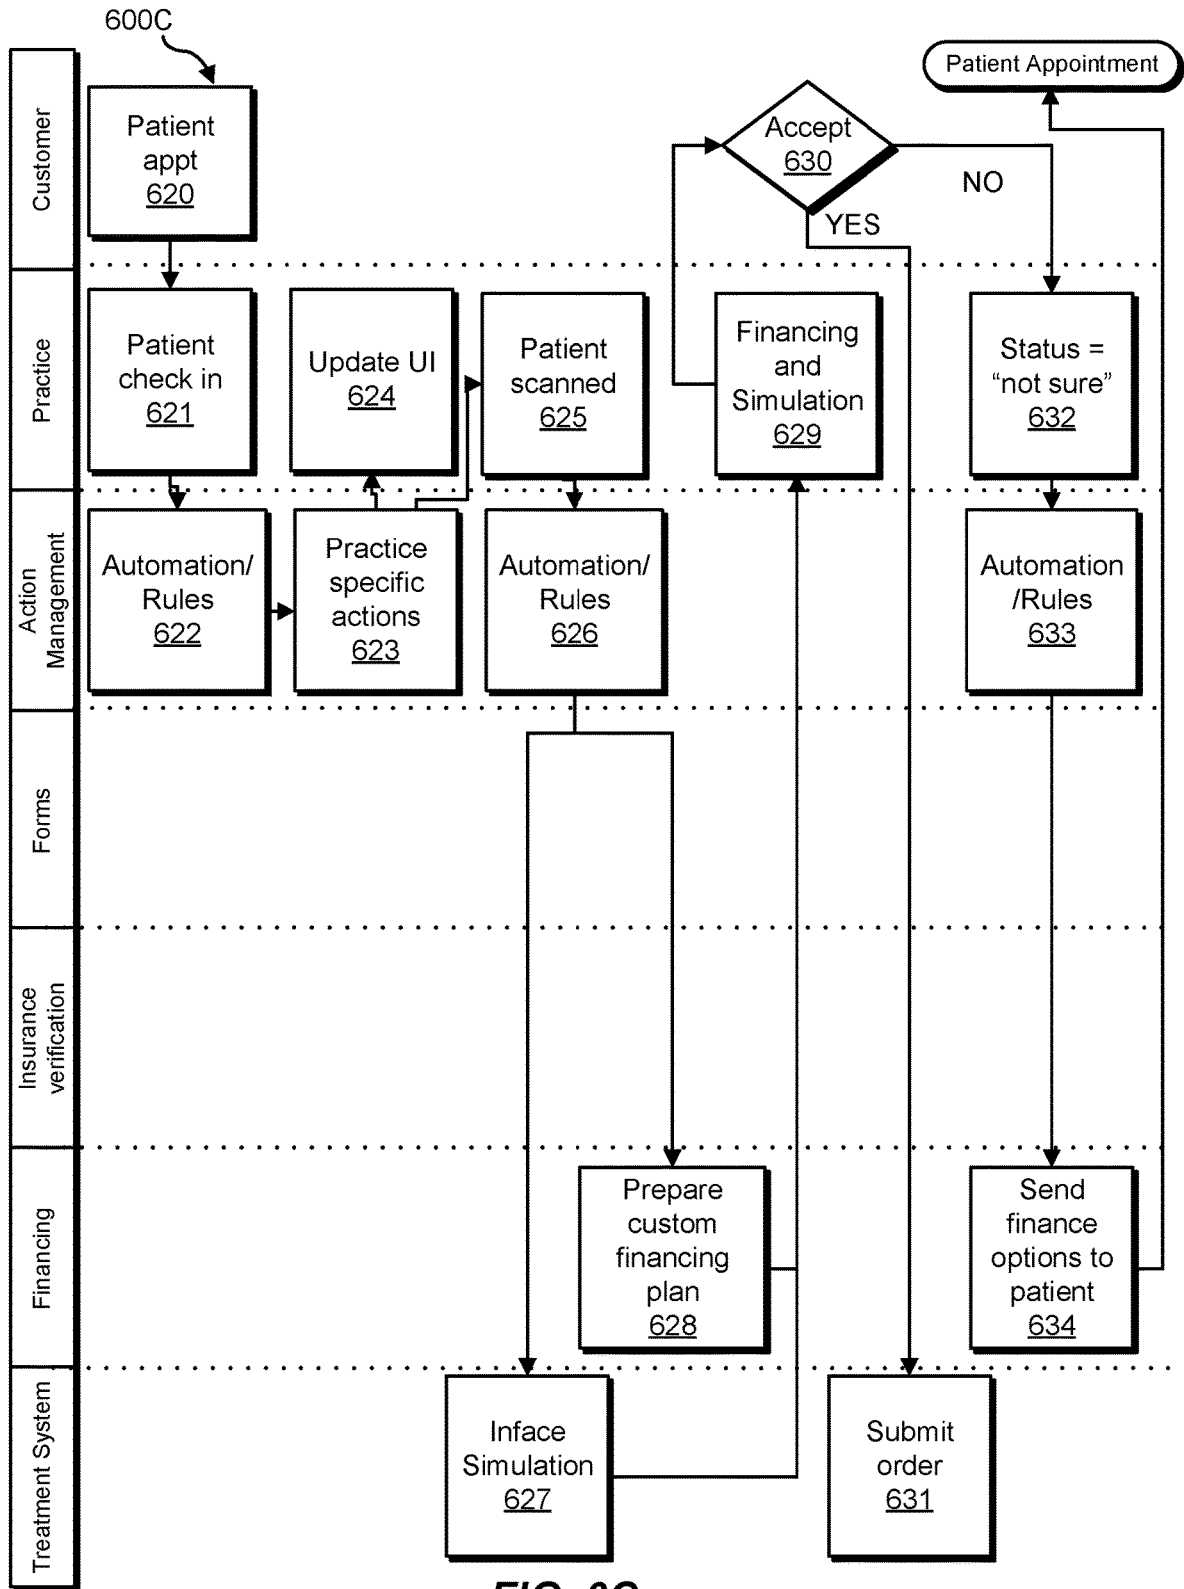 600C
Patient Appointment
Customer
Patient
appt
620
Accept
630
NO
YES
Practice
Patient
check in
621
Update UI
624
Patient
scanned
625
Financing
and
Simulation
629
Status =
“not sure”
632
Action
Management
Automation/
Rules
622
Practice
specific
actions
623
Automation/
Rules
626
Automation
/Rules
633
Forms
Insurance
verification
Financing
Prepare
custom
financing
plan
628
Send
finance
options to
patient
634
Treatment System
Inface
Simulation
627
Submit
order
631